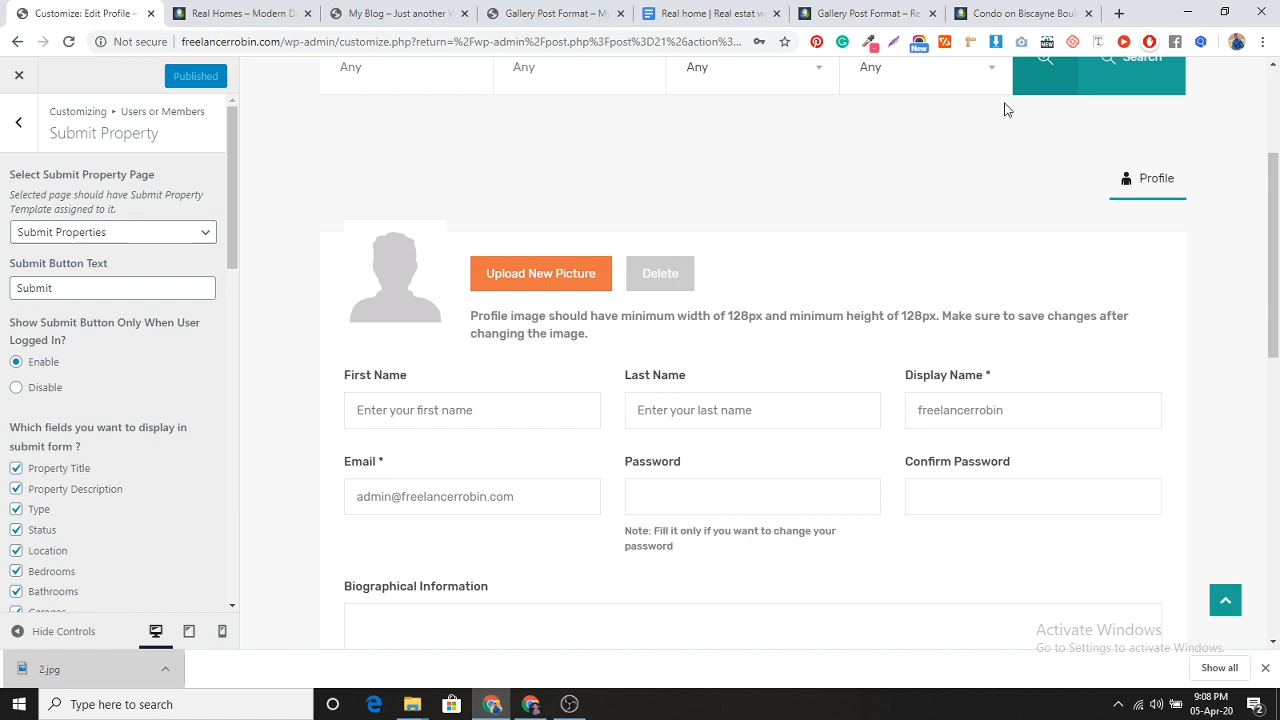 Customize: Edit Profile -
Real Homes – Modern D
My Blog – Just another W
Gallery Post Format – My
Home Page – Real estat w
Gallery Post Format - Re
Condo on Biscayne Boul
Not secure
freelancerrobin.com/wp-admin/customize.php?return=%2Fwp-admin%2Fpost.php%3Fpost%3D21%26action%3...
New
NEW
Published
Customizing ▸ Users or Members
Submit Property
Select Submit Property Page
Selected page should have Submit Property
Template assigned to it.
Submit Properties
Submit Button Text
Submit
Show Submit Button Only When User
Logged In?
Enable
Disable
Which fields you want to display in
submit form ?
Property Title
Property Description
Type
Status
Location
Bedrooms
Bathrooms
Garages
Hide Controls
Any
Any
Any
Any
Search
Profile
Upload New Picture
Delete
Profile image should have minimum width of 128px and minimum height of 128px. Make sure to save changes after
changing the image.
First Name
Last Name
Display Name *
Enter your first name
Enter your last name
freelancerrobin
Email *
Password
Confirm Password
admin@freelancerrobin.com
Note: Fill it only if you want to change your
password
Biographical Information
Activate Windows
Go to Settings to activate Windows.
2.jpg
Show all
Type here to search
9:08 PM
05-Apr-20
2